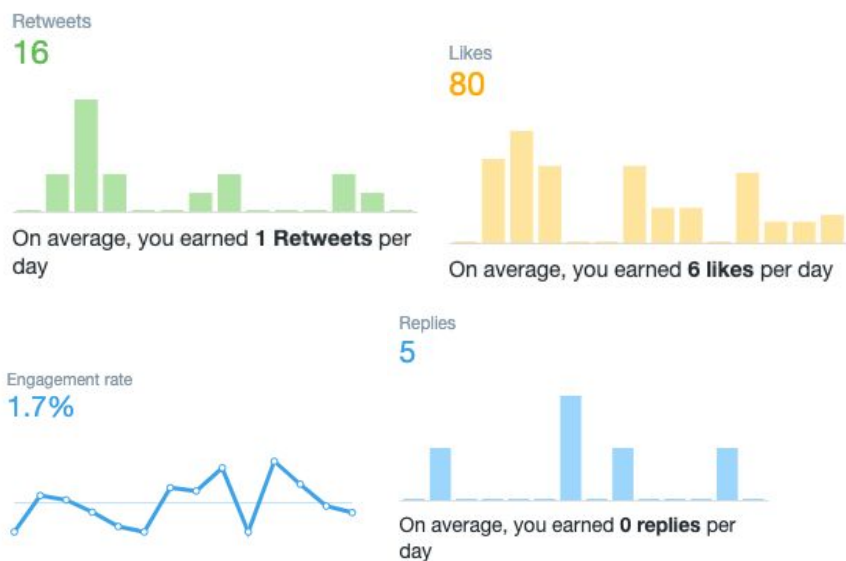 Retweets
16
On average, you earned 1 Retweets per
day
Likes
80
On average, you earned 6 likes per day
Engagement rate
1.7%
Replies
5
On average, you earned 0 replies per
day